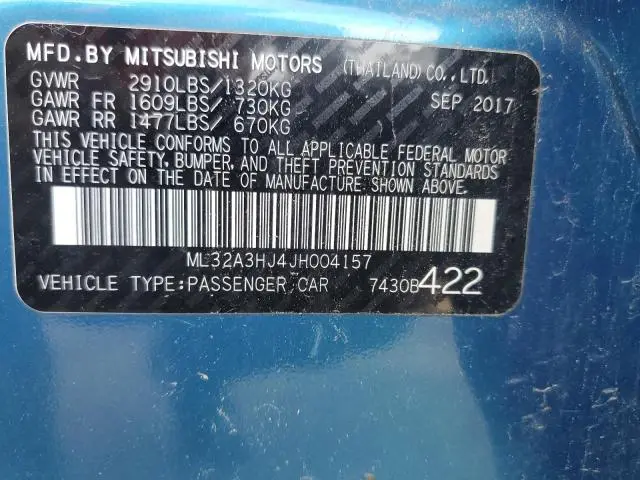 MFD.BY MITSUBISHI MOTORS (THAILAND) CO., LTD.
GVWR 2910LBS/1320KG
GAWR FR 1609LBS/ 730KG SEP 2017
GAWR RR 1477LBS/ 670KG
THIS VEHICLE CONFORMS TO ALL APPLICABLE FEDERAL MOTOR
VEHICLE SAFETY, BUMPER, AND THEFT PREVENTION STANDARDS
IN EFFECT ON THE DATE OF MANUFACTURE SHOWN ABOVE.
ML32A3HJ4JH004157
VEHICLE TYPE:PASSENGER CAR 7430B422